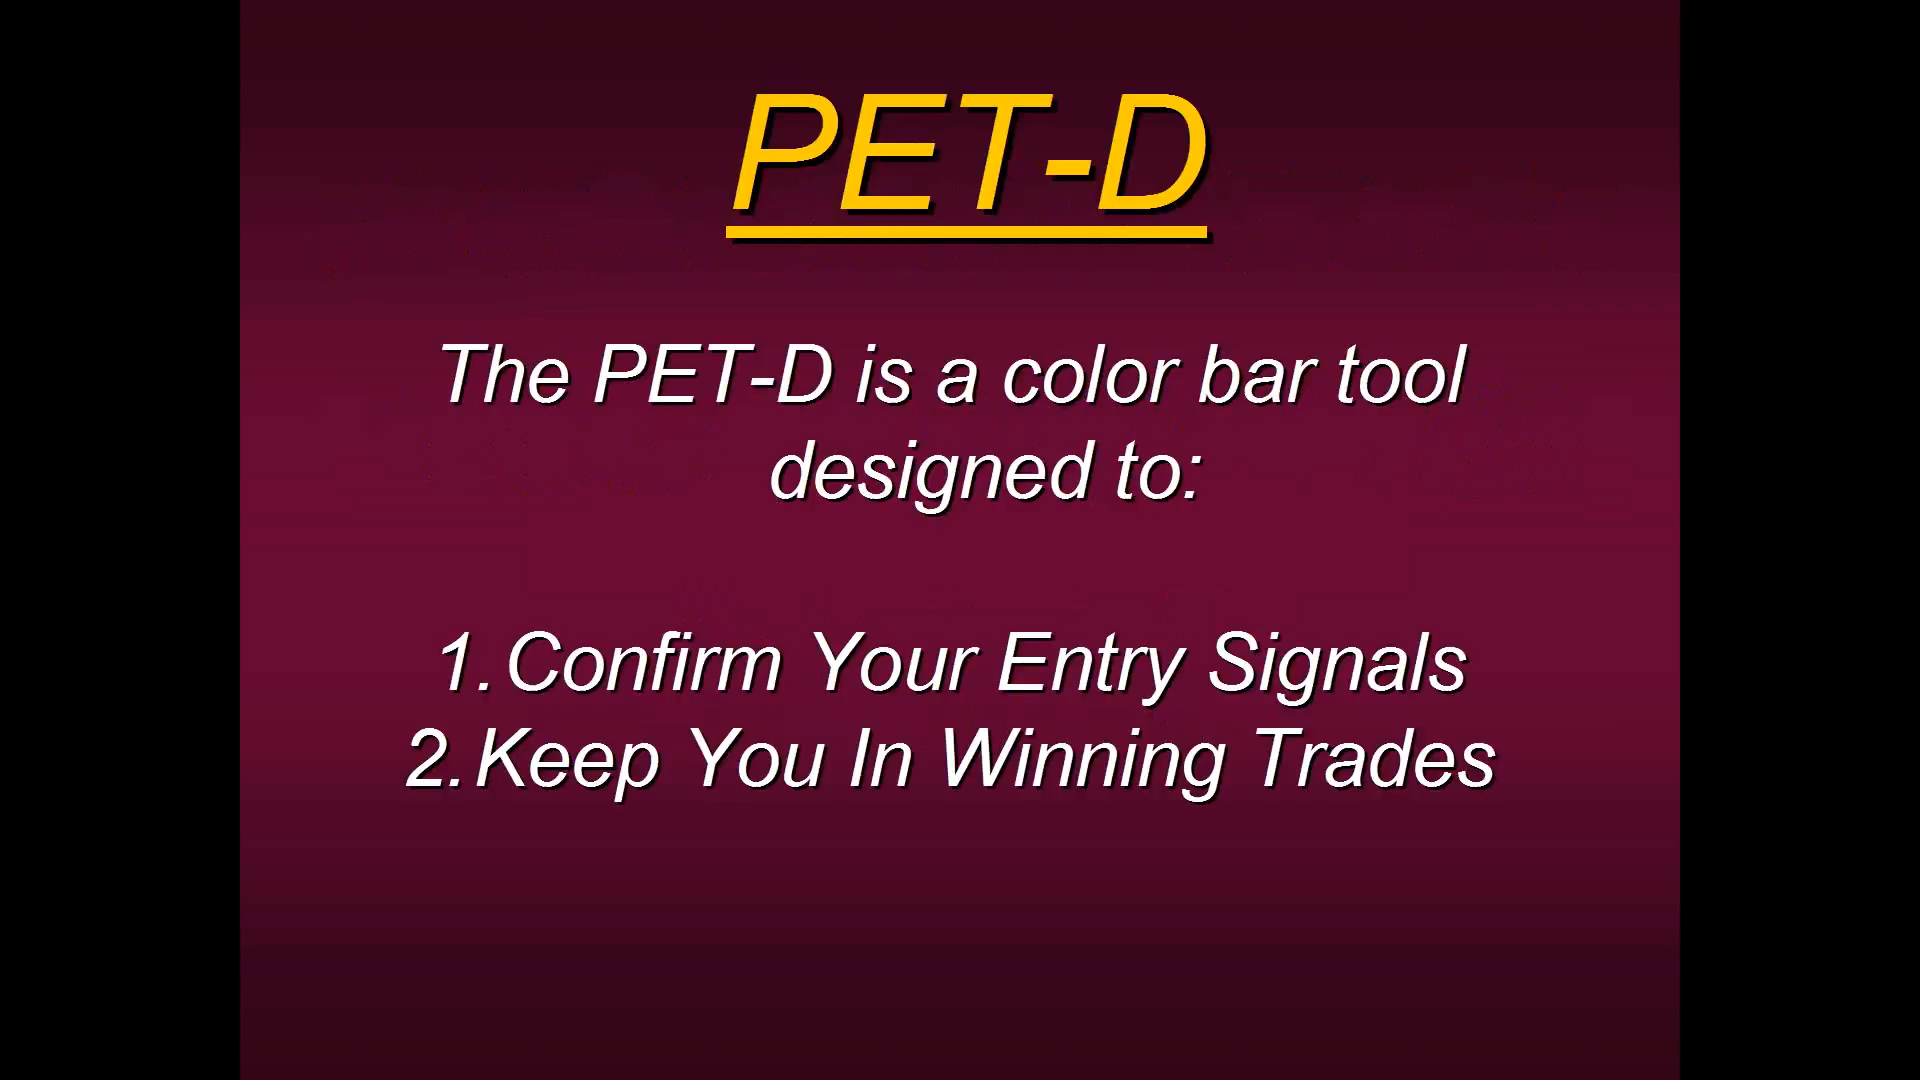 PET-D
The PET-D is a color bar tool
designed to:
1. Confirm Your Entry Signals
2. Keep You In Winning Trades